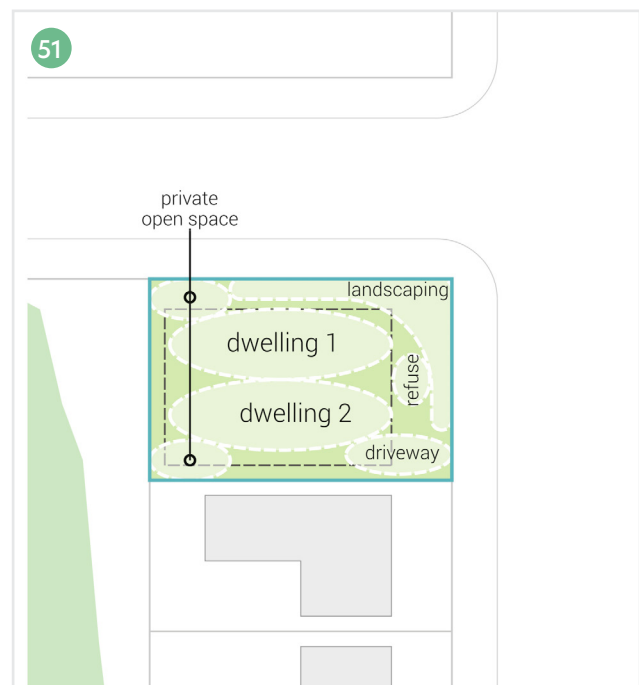 51
private
open space
landscaping
dwelling 1
refuse
dwelling 2
driveway